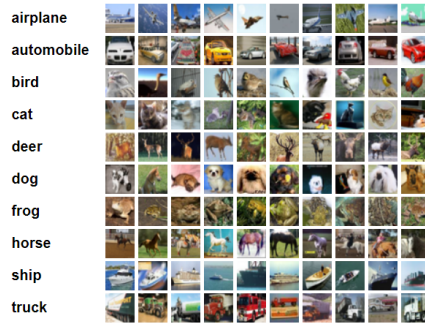 airplane
automobile
bird
cat
deer
dog
frog
horse
ship
truck